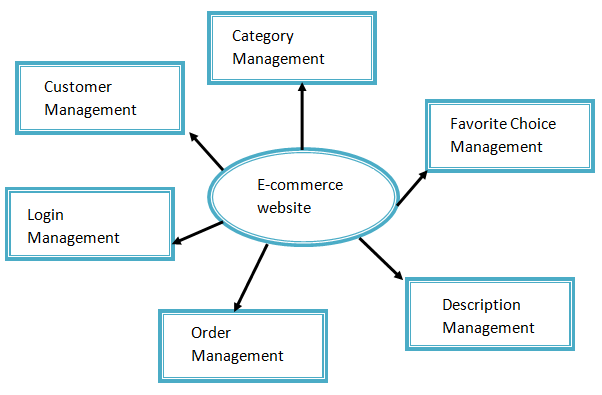 Category
Management
Customer
Management
Favorite Choice
Management
E-commerce
website
Login
Management
Description
Management
Order
Management